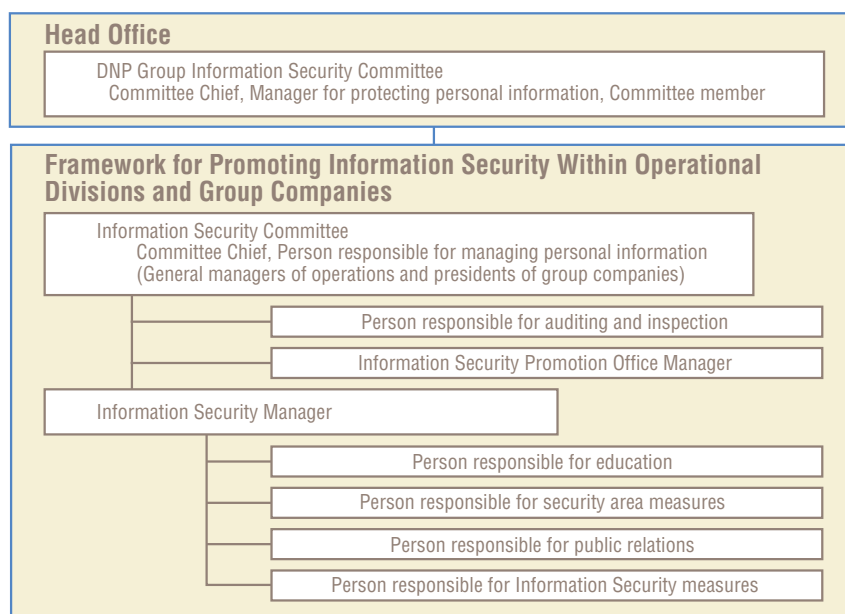 Head Office
DNP Group Information Security Committee
Committee Chief, Manager for protecting personal information, Committee member
Framework for Promoting Information Security Within Operational
Divisions and Group Companies
Information Security Committee
Committee Chief, Person responsible for managing personal information
(General managers of operations and presidents of group companies)
Person responsible for auditing and inspection
Information Security Promotion Office Manager
Information Security Manager
Person responsible for education
Person responsible for security area measures
Person responsible for public relations
Person responsible for Information Security measures